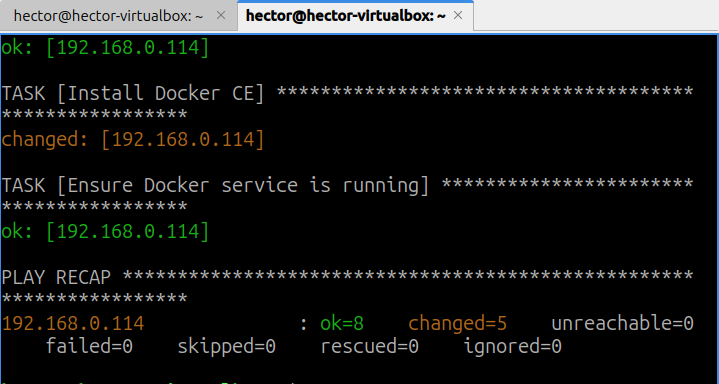 hector@hector-virtualbox: ~ × hector@hector-virtualbox: ~ ×
ok: [192.168.0.114]
TASK [Install Docker CE] **************************************
*****************
changed: [192.168.0.114]
TASK [Ensure Docker service is running] ***********************
*****************
ok: [192.168.0.114]
PLAY RECAP ****************************************************
*****************
192.168.0.114 : ok=8 changed=5 unreachable=0
failed=0 skipped=0 rescued=0 ignored=0